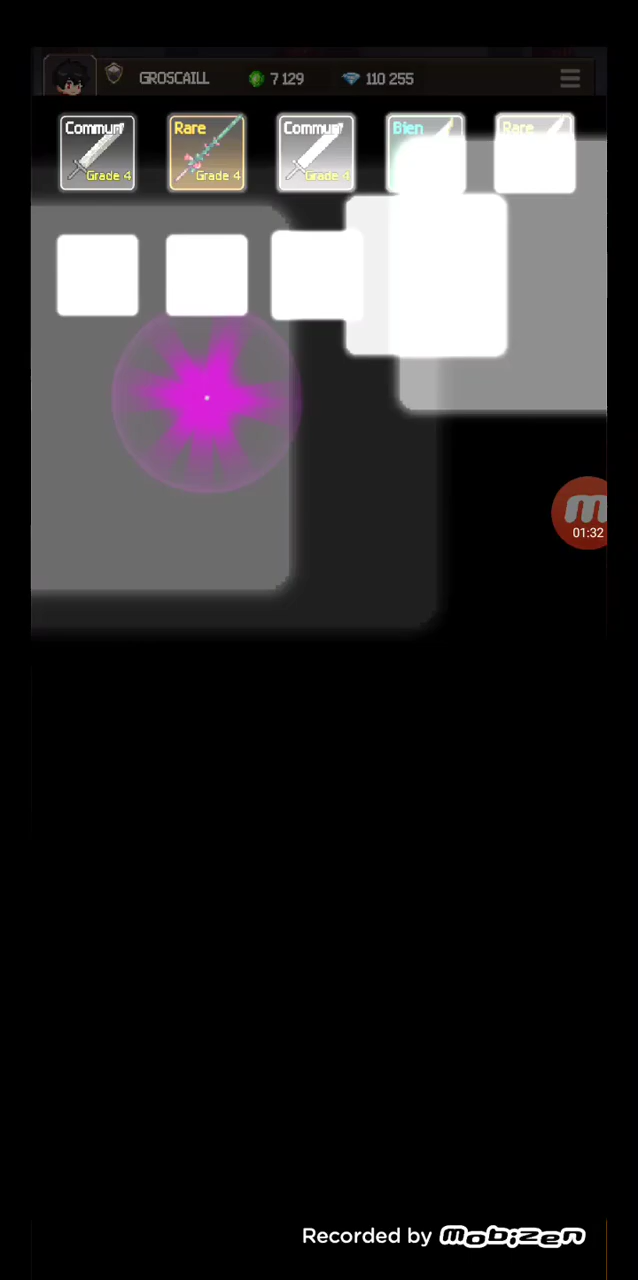 GROSCAILL 7 129 110 255
Commun Rare Commun Bien Rare
Grade 4 Grade 4 Grade 4
01:32
Recorded by mobizen